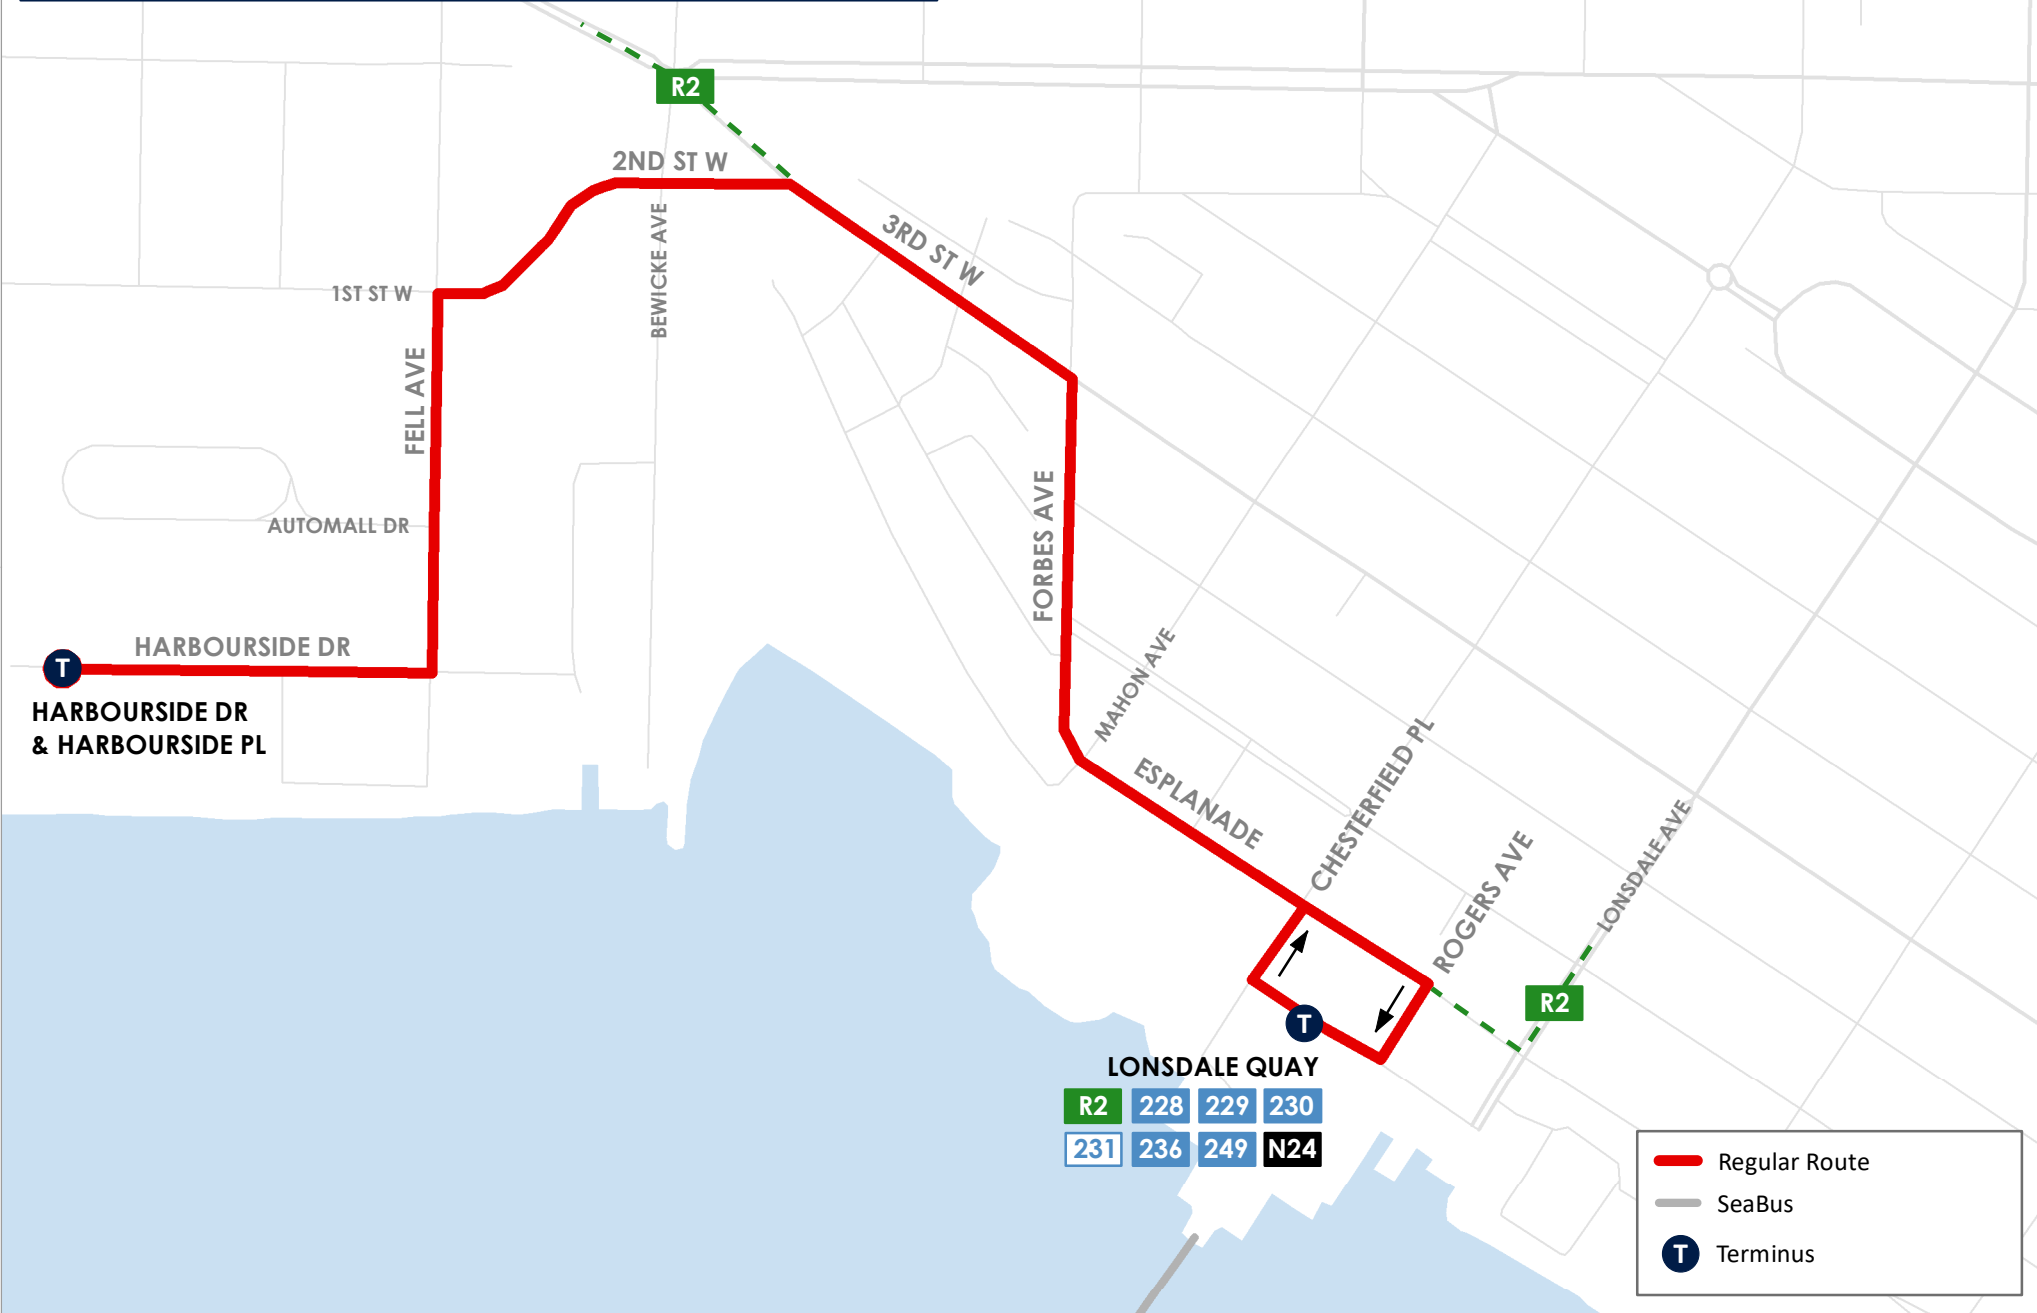 R2
2ND ST W
3RD ST W
BEWICKE AVE
1ST ST W
FELL AVE
AUTOMALL DR
FORBES AVE
HARBOURSIDE DR
T
HARBOURSIDE DR
& HARBOURSIDE PL
MAHON AVE
ESPLANADE
CHESTERFIELD PL
ROGERS AVE
LONSDALE AVE
R2
T
LONSDALE QUAY
R2 228 229 230
231 236 249 N24
Regular Route
SeaBus
T Terminus